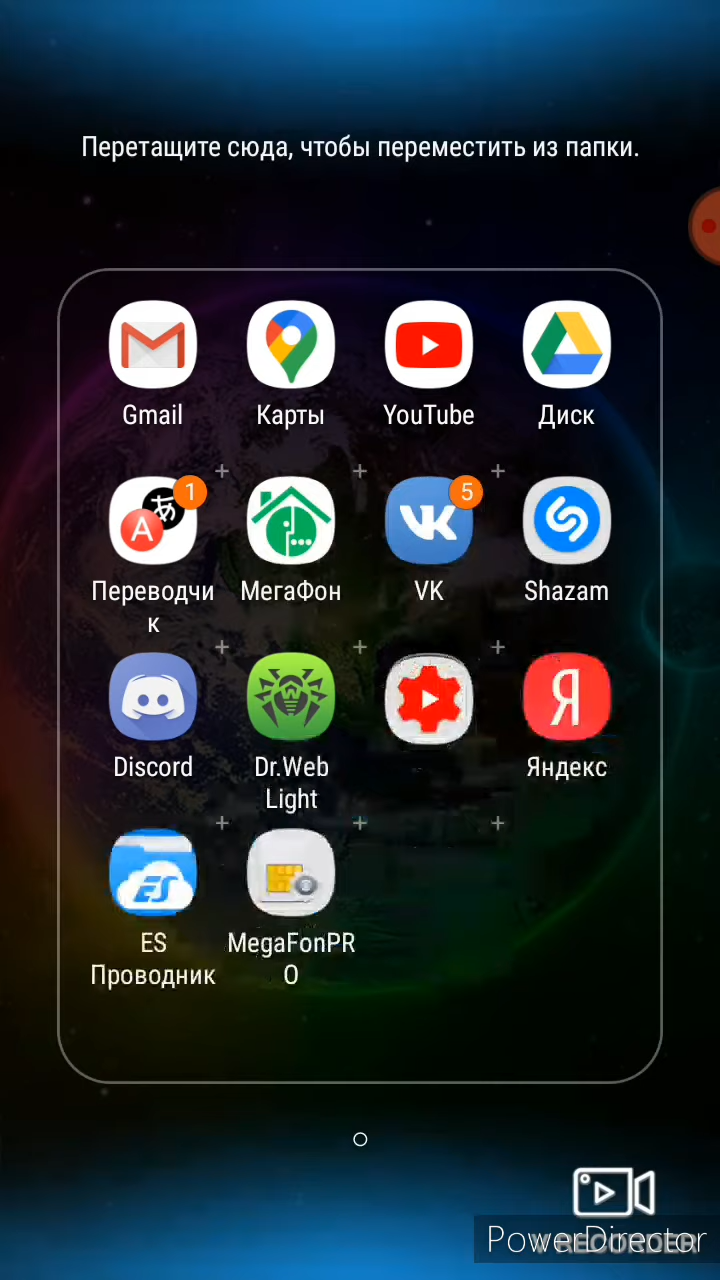 Перетащите сюда, чтобы переместить из папки.
Gmail
Карты
YouTube
Диск
1
5
Переводчи
к
МегаФон
VK
Shazam
Discord
Dr.Web
Light
Яндекс
ES
Проводник
MegaFonPR
O
PowerDirector
V RECORDER